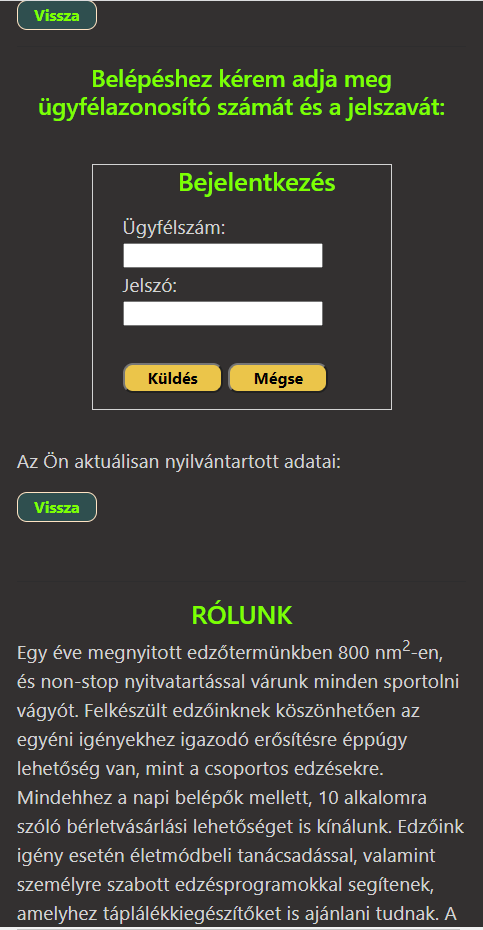 Vissza
Belépéshez kérem adja meg
ügyfélazonosító számát és a jelszavát:
Bejelentkezés
Ügyfélszám:
Jelszó:
Küldés Mégse
Az Ön aktuálisan nyilvántartott adatai:
Vissza
RÓLUNK
Egy éve megnyitott edzőtermünkben 800 nm²-en,
és non-stop nyitvatartással várunk minden sportolni
vágyót. Felkészült edzőinknek köszönhetően az
egyéni igényekhez igazodó erősítésre éppúgy
lehetőség van, mint a csoportos edzésekre.
Mindehhez a napi belépők mellett, 10 alkalomra
szóló bérletvásárlási lehetőséget is kínálunk. Edzőink
igény esetén életmódbeli tanácsadással, valamint
személyre szabott edzésprogramokkal segítenek,
amelyhez táplálékkiegészítőket is ajánlani tudnak. A